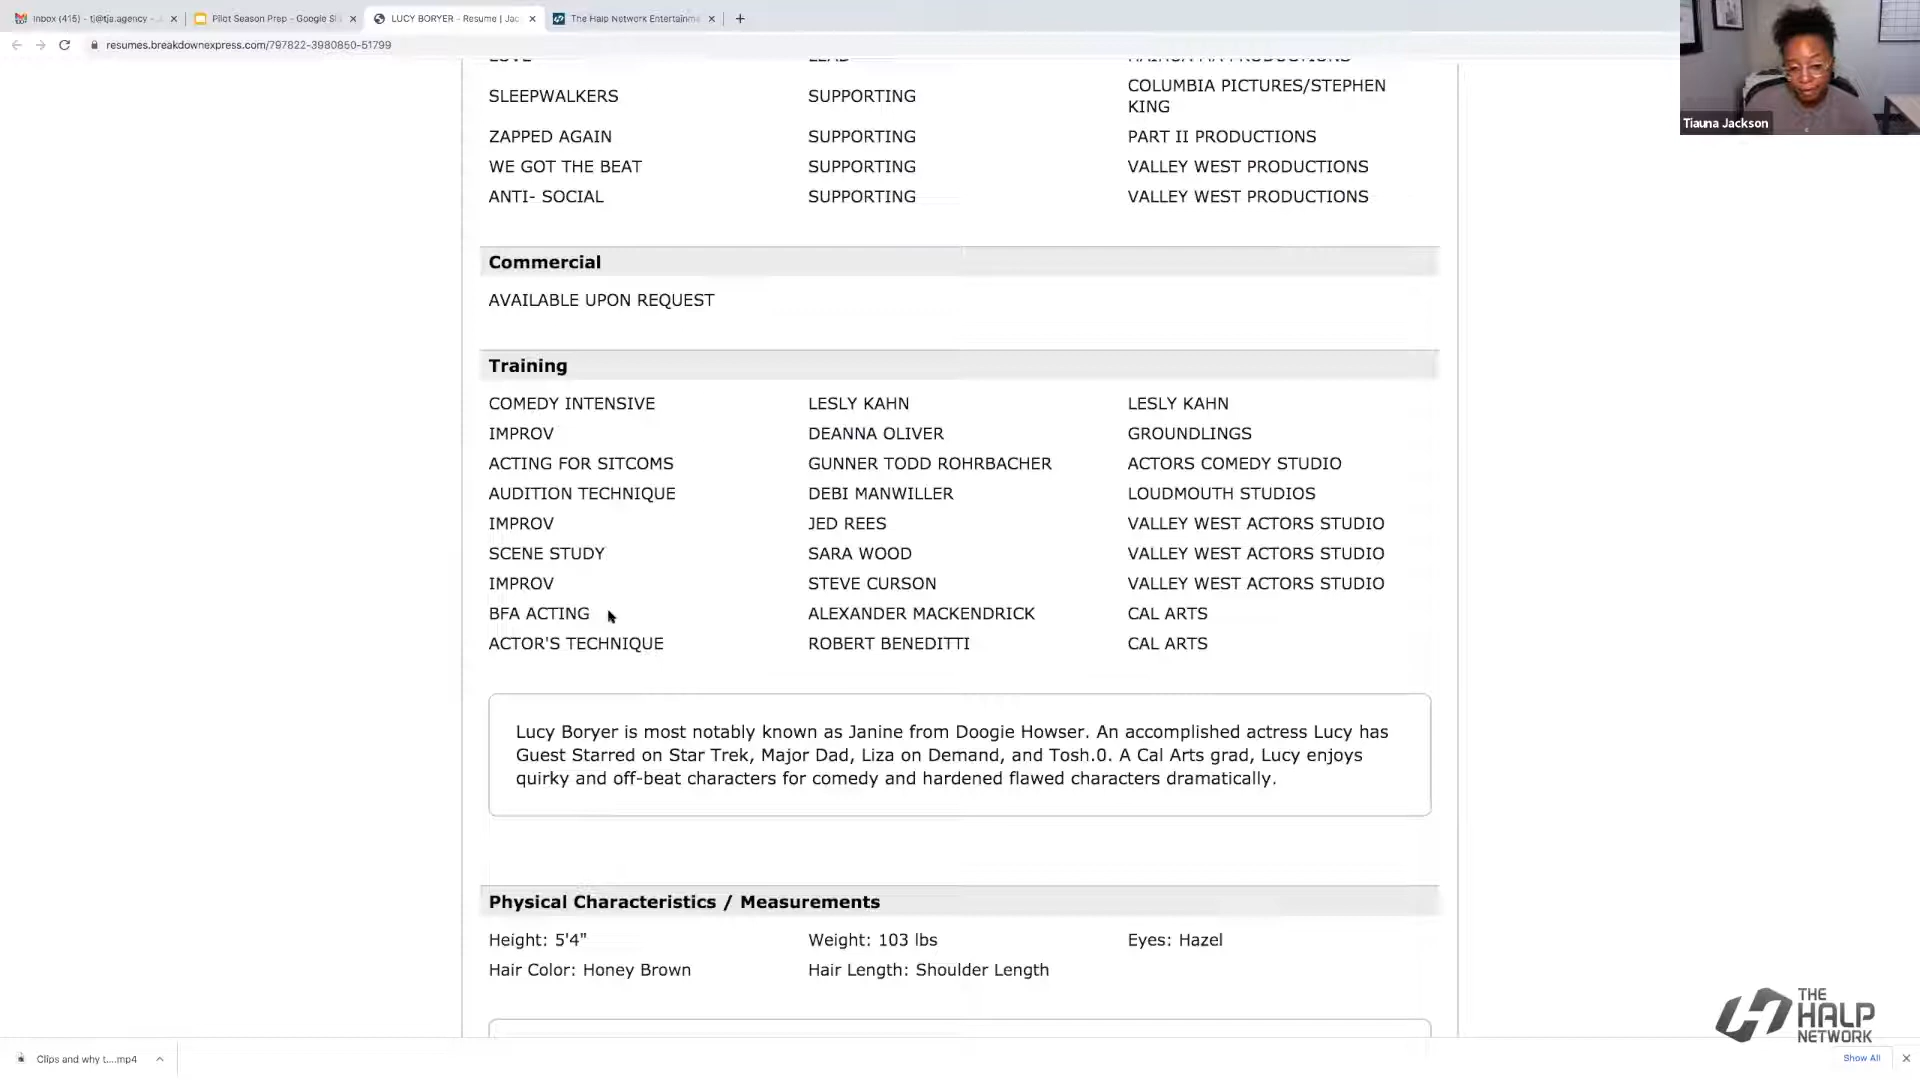 Inbox (415) - tj@tja.agency -
Pilot Season Prep - Google Sl
LUCY BORYER - Resume | Jac
The Halp Network Entertainme
resumes.breakdownexpress.com/797822-3980850-51799
Tiauna Jackson
LOVE LEAD
SLEEPWALKERS SUPPORTING COLUMBIA PICTURES/STEPHEN
KING
ZAPPED AGAIN SUPPORTING PART II PRODUCTIONS
WE GOT THE BEAT SUPPORTING VALLEY WEST PRODUCTIONS
ANTI- SOCIAL SUPPORTING VALLEY WEST PRODUCTIONS
Commercial
AVAILABLE UPON REQUEST
Training
COMEDY INTENSIVE LESLY KAHN LESLY KAHN
IMPROV DEANNA OLIVER GROUNDLINGS
ACTING FOR SITCOMS GUNNER TODD ROHRBACHER ACTORS COMEDY STUDIO
AUDITION TECHNIQUE DEBI MANWILLER LOUDMOUTH STUDIOS
IMPROV JED REES VALLEY WEST ACTORS STUDIO
SCENE STUDY SARA WOOD VALLEY WEST ACTORS STUDIO
IMPROV STEVE CURSON VALLEY WEST ACTORS STUDIO
BFA ACTING ALEXANDER MACKENDRICK CAL ARTS
ACTOR'S TECHNIQUE ROBERT BENEDITTI CAL ARTS
Lucy Boryer is most notably known as Janine from Doogie Howser. An accomplished actress Lucy has
Guest Starred on Star Trek, Major Dad, Liza on Demand, and Tosh.0. A Cal Arts grad, Lucy enjoys
quirky and off-beat characters for comedy and hardened flawed characters dramatically.
Physical Characteristics / Measurements
Height: 5'4" Weight: 103 lbs Eyes: Hazel
Hair Color: Honey Brown Hair Length: Shoulder Length
THE
HALP
NETWORK
Clips and why t....mp4
Show All